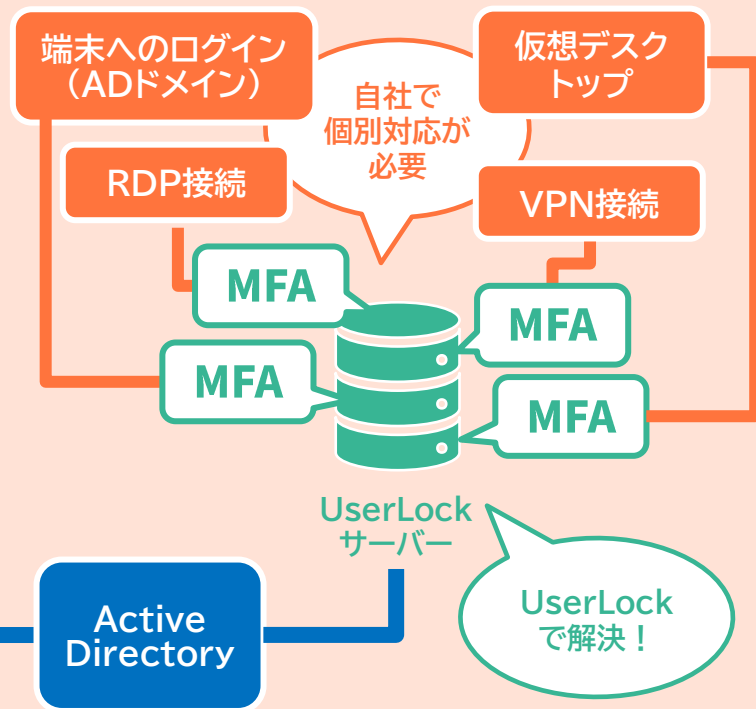 端末へのログイン
（ADドメイン）
仮想デスク
トップ
自社で
個別対応が
必要
RDP接続
VPN接続
MFA
MFA
MFA
MFA
UserLock
サーバー
Active
Directory
UserLock
で解決！